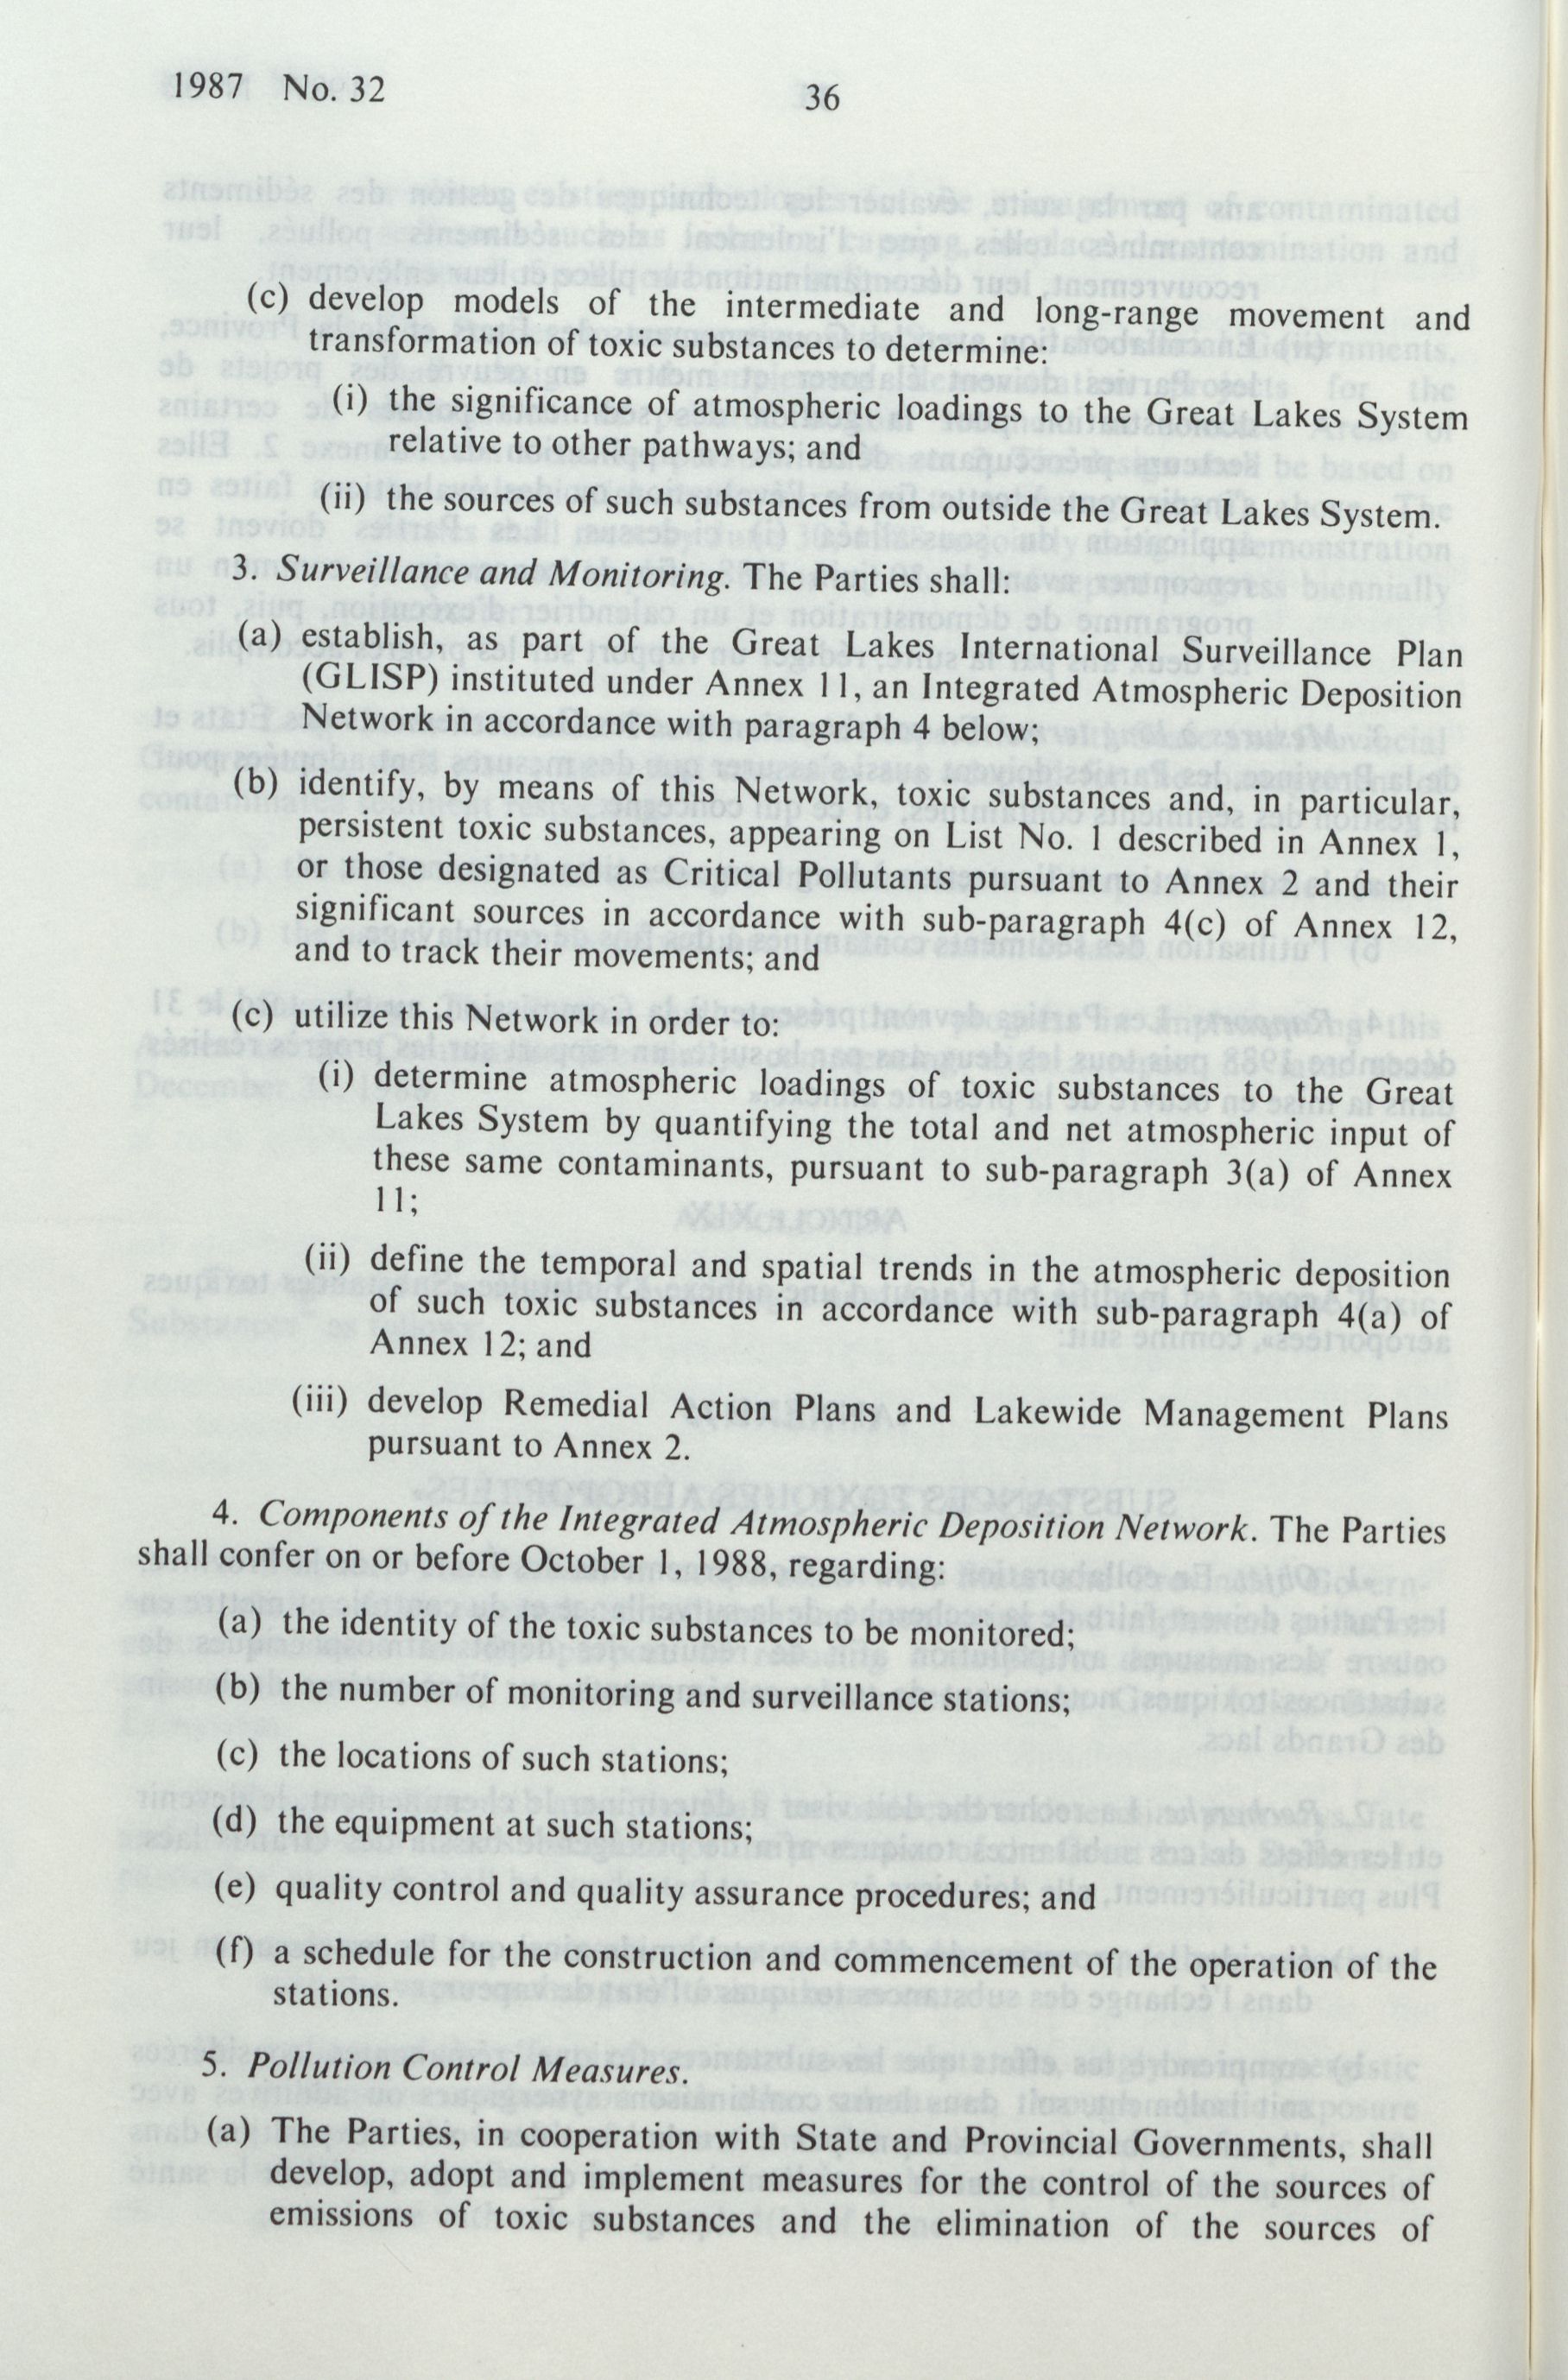 1987 No. 32
36
(c) develop models of the intermediate and long-range movement and
transformation of toxic substances to determine:
(i) the significance of atmospheric loadings to the Great Lakes System
relative to other pathways; and
(ii) the sources of such substances from outside the Great Lakes System.
3. Surveillance and Monitoring. The Parties shall:
(a) establish, as part of the Great Lakes International Surveillance Plan
(GLISP) instituted under Annex 11, an Integrated Atmospheric Deposition
Network in accordance with paragraph 4 below;
(b) identify, by means of this Network, toxic substances and, in particular,
persistent toxic substances, appearing on List No. 1 described in Annex 1,
or those designated as Critical Pollutants pursuant to Annex 2 and their
significant sources in accordance with sub-paragraph 4(c) of Annex 12,
and to track their movements; and
(c) utilize this Network in order to:
(i) determine atmospheric loadings of toxic substances to the Great
Lakes System by quantifying the total and net atmospheric input of
these same contaminants, pursuant to sub-paragraph 3(a) of Annex
11;
(ii) define the temporal and spatial trends in the atmospheric deposition
of such toxic substances in accordance with sub-paragraph 4(a) of
Annex 12; and
(iii) develop Remedial Action Plans and Lakewide Management Plans
pursuant to Annex 2.
4. Components of the Integrated Atmospheric Deposition Network. The Parties
shall confer on or before October 1, 1988, regarding:
(a) the identity of the toxic substances to be monitored;
(b) the number of monitoring and surveillance stations;
(c) the locations of such stations;
(d) the equipment at such stations;
(e) quality control and quality assurance procedures; and
(f) a schedule for the construction and commencement of the operation of the
stations.
5. Pollution Control Measures.
(a) The Parties, in cooperation with State and Provincial Governments, shall
develop, adopt and implement measures for the control of the sources of
emissions of toxic substances and the elimination of the sources of